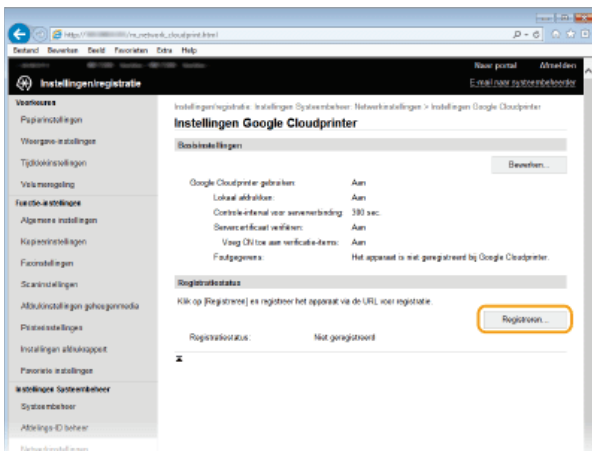 /m_network_cloudprint.html
Bestand Bewerken Beeld Favorieten Extra Help
Naar portal Afmelden
Instellingen/registratie
E-mail naar systeembeheerder
Voorkeuren
Papierinstellingen
Weergave-instellingen
Tijdklokinstellingen
Volumeregeling
Functie-instellingen
Algemene instellingen
Kopieerinstellingen
Faxinstellingen
Scaninstellingen
Afdrukinstellingen geheugenmedia
Printerinstellingen
Instellingen afdrukrapport
Favoriete instellingen
Instellingen Systeembeheer
Systeembeheer
Afdelings-ID beheer
Netwerkinstellingen
Instellingen/registratie: Instellingen Systeembeheer: Netwerkinstellingen > Instellingen Google Cloudprinter
Instellingen Google Cloudprinter
Basisinstellingen
Bewerken...
Google Cloudprinter gebruiken: Aan
Lokaal afdrukken: Aan
Controle-interval voor serververbinding: 300 sec.
Servercertificaat verifiëren: Aan
Voeg CN toe aan verificatie-items: Aan
Foutgegevens: Het apparaat is niet geregistreerd bij Google Cloudprinter.
Registratiestatus
Klik op [Registreren] en registreer het apparaat via de URL voor registratie.
Registreren...
Registratiestatus: Niet geregistreerd